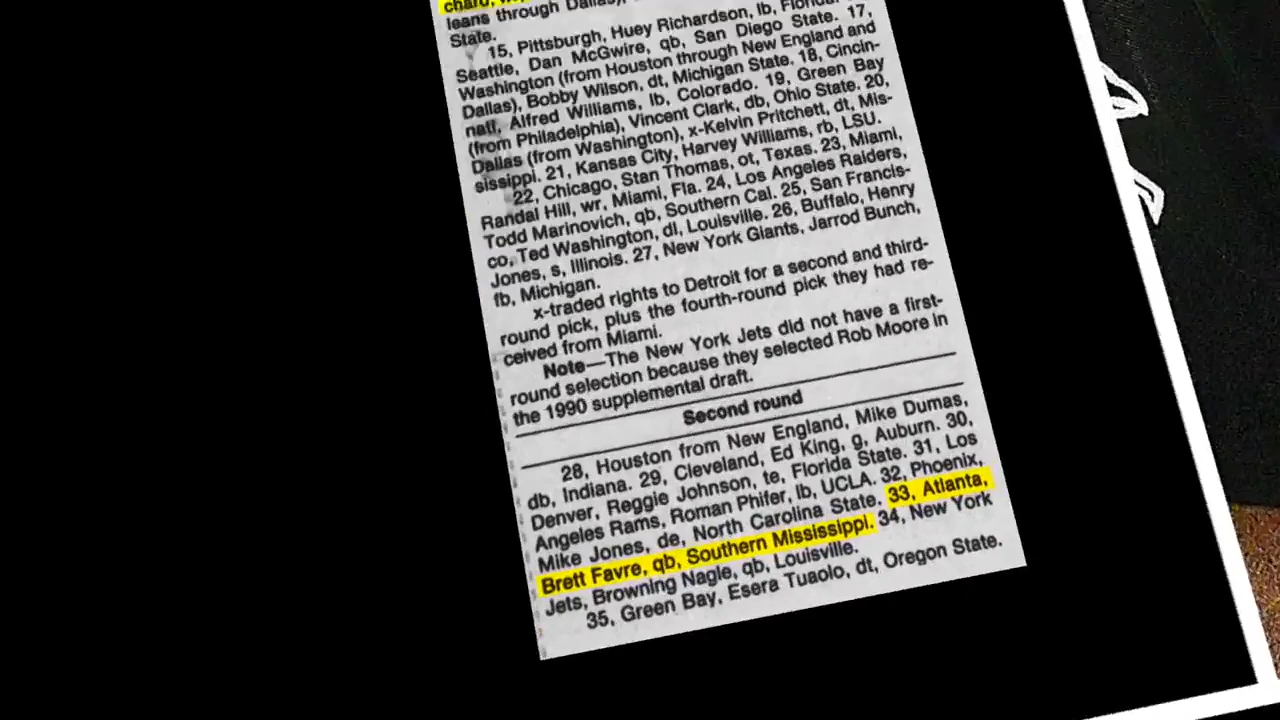 chard, w
leans through Dallas),
State.
15, Pittsburgh, Huey Richardson, lb, Florida
Seattle, Dan McGwire, qb, San Diego State. 17,
Washington (from Houston through New England and
Dallas), Bobby Wilson, dt, Michigan State. 18, Cincin-
nati, Alfred Williams, lb, Colorado. 19, Green Bay
(from Philadelphia), Vincent Clark, db, Ohio State. 20,
Dallas (from Washington), x-Kelvin Pritchett, dt, Mis-
sissippi. 21, Kansas City, Harvey Williams, rb, LSU.
22, Chicago, Stan Thomas, ot, Texas. 23, Miami,
Randal Hill, wr, Miami, Fla. 24, Los Angeles Raiders,
Todd Marinovich, qb, Southern Cal. 25, San Francis-
co, Ted Washington, dl, Louisville. 26, Buffalo, Henry
Jones, s, Illinois. 27, New York Giants, Jarrod Bunch,
fb, Michigan.
x-traded rights to Detroit for a second and third-
round pick, plus the fourth-round pick they had re-
ceived from Miami.
Note—The New York Jets did not have a first-
round selection because they selected Rob Moore in
the 1990 supplemental draft.
Second round
28, Houston from New England, Mike Dumas,
db, Indiana. 29, Cleveland, Ed King, g, Auburn. 30,
Denver, Reggie Johnson, te, Florida State. 31, Los
Angeles Rams, Roman Phifer, lb, UCLA. 32, Phoenix,
Mike Jones, de, North Carolina State. 33, Atlanta,
Brett Favre, qb, Southern Mississippi. 34, New York
Jets, Browning Nagle, qb, Louisville.
35, Green Bay, Esera Tuaolo, dt, Oregon State.